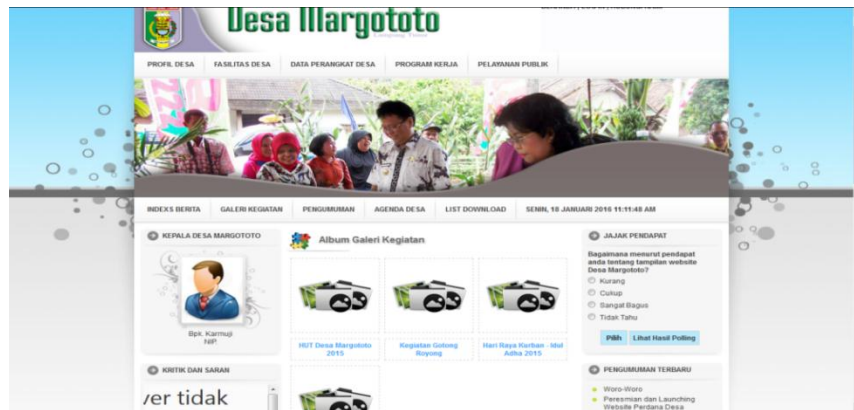 Desa Margototo
Lampung Timur
PROFIL DESA FASILITAS DESA DATA PERANGKAT DESA PROGRAM KERJA PELAYANAN PUBLIK
INDEXS BERITA GALERI KEGIATAN PENGUMUMAN AGENDA DESA LIST DOWNLOAD SENIN, 18 JANUARI 2016 11:11:48 AM
KEPALA DESA MARGOTOTO
Bpk. Karmuji
NIP.
KRITIK DAN SARAN
ver tidak
Album Galeri Kegiatan
HUT Desa Margototo
2015
Kegiatan Gotong
Royong
Hari Raya Kurban - Idul
Adha 2015
JAJAK PENDAPAT
Bagaimana menurut pendapat
anda tentang tampilan website
Desa Margototo?
Kurang
Cukup
Sangat Bagus
Tidak Tahu
Pilih Lihat Hasil Polling
PENGUMUMAN TERBARU
Woro-Woro
Peresmian dan Launching
Website Perdana Desa